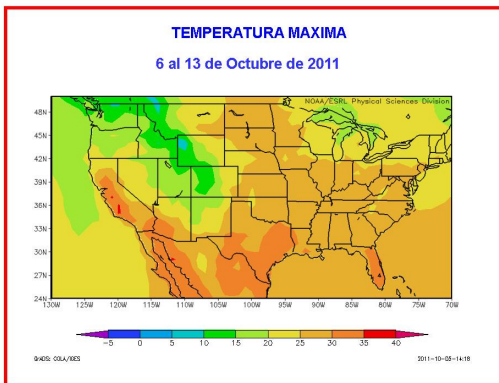 TEMPERATURA MAXIMA
6 al 13 de Octubre de 2011
NOAA/ESRL Physical Sciences Division
48N
45N
42N
39N
36N
33N
30N
27N
24N
130W 125W 120W 115W 110W 105W 100W 95W 90W 85W 80W 75W 70W
-5 0 5 10 15 20 25 30 35 40
GrADS: COLA/IGES
2011-10-05-14:18